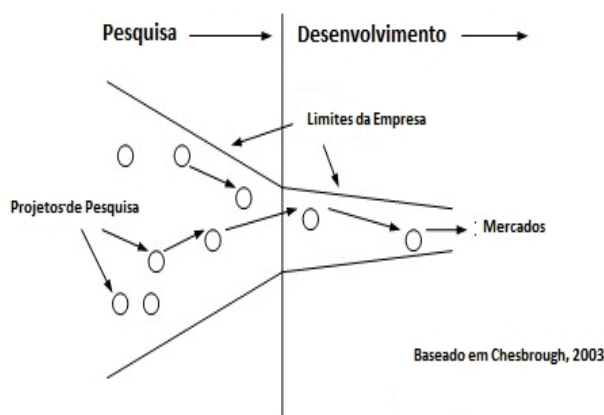 Pesquisa
Desenvolvimento
Limites da Empresa
Projetos de Pesquisa
Mercados
Baseado em Chesbrough, 2003